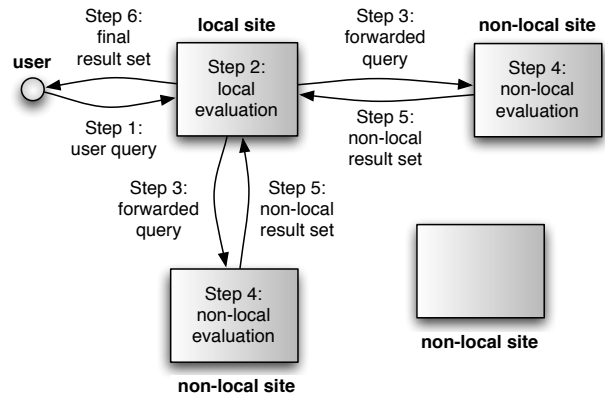 user
Step 6:
final
result set
Step 1:
user query
local site
Step 2:
local
evaluation
Step 3:
forwarded
query
Step 5:
non-local
result set
non-local site
Step 4:
non-local
evaluation
Step 3:
forwarded
query
Step 5:
non-local
result set
Step 4:
non-local
evaluation
non-local site
non-local site